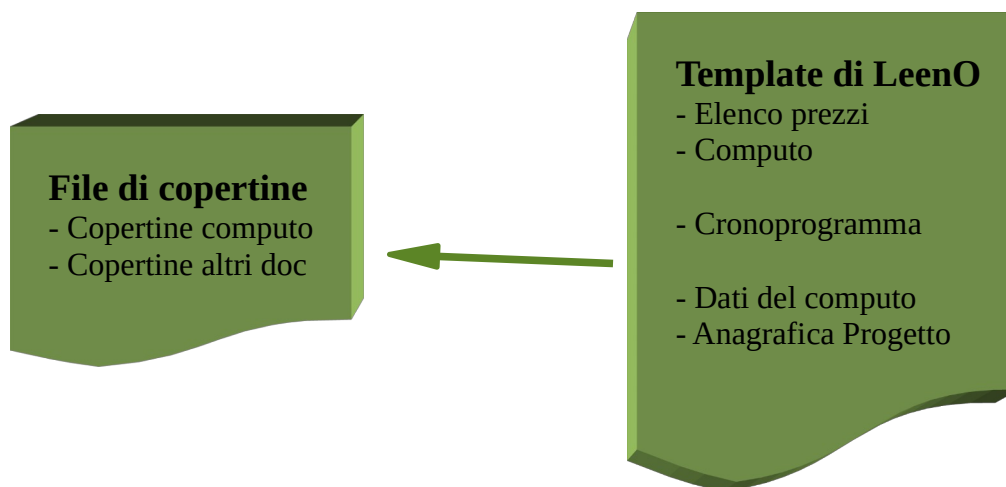 File di copertine
- Copertine computo
- Copertine altri doc
Template di LeenO
- Elenco prezzi
- Computo
- Cronoprogramma
- Dati del computo
- Anagrafica Progetto